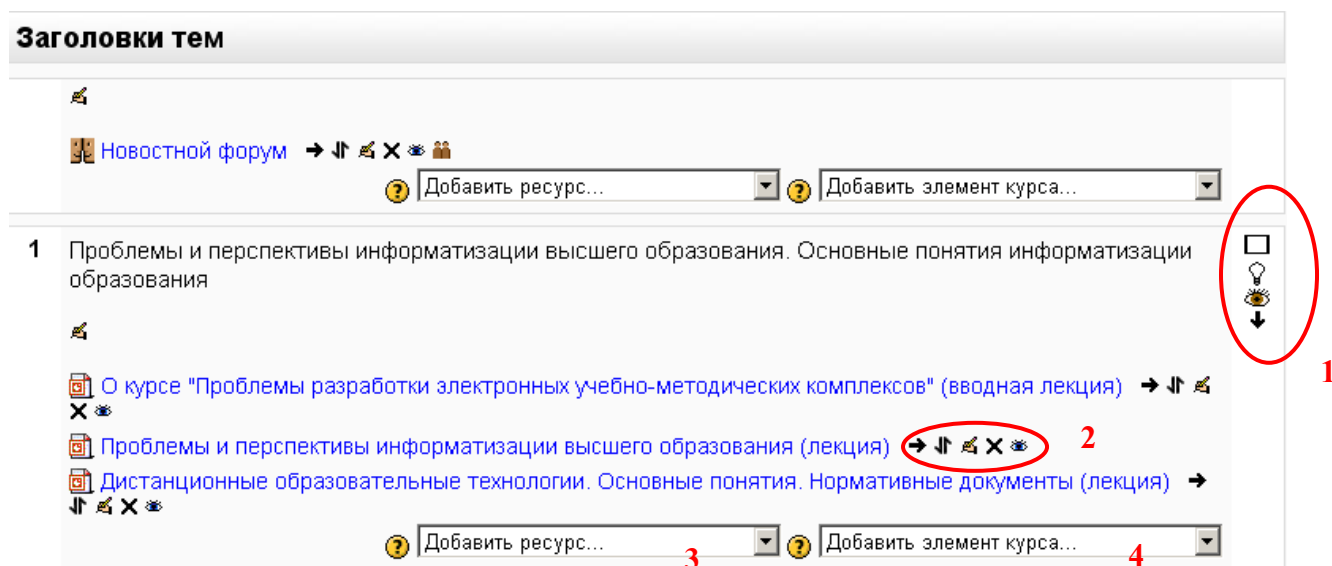 Заголовки тем
Новостной форум
Добавить ресурс... Добавить элемент курса...
1 Проблемы и перспективы информатизации высшего образования. Основные понятия информатизации
образования
1
О курсе "Проблемы разработки электронных учебно-методических комплексов" (вводная лекция)
Проблемы и перспективы информатизации высшего образования (лекция) 2
Дистанционные образовательные технологии. Основные понятия. Нормативные документы (лекция)
Добавить ресурс... 3 Добавить элемент курса... 4